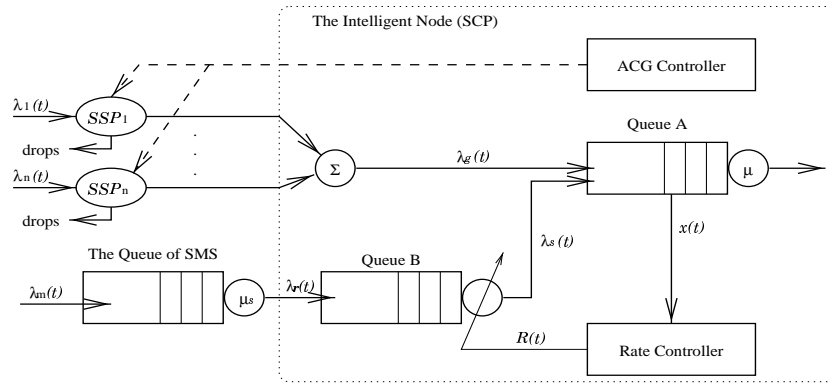 The Intelligent Node (SCP)
ACG Controller
λ1(t)
SSP1
drops
λn(t)
SSPn
drops
Σ
λg(t)
Queue A
μ
λs(t)
x(t)
The Queue of SMS
λm(t)
μs
λr(t)
Queue B
R(t)
Rate Controller